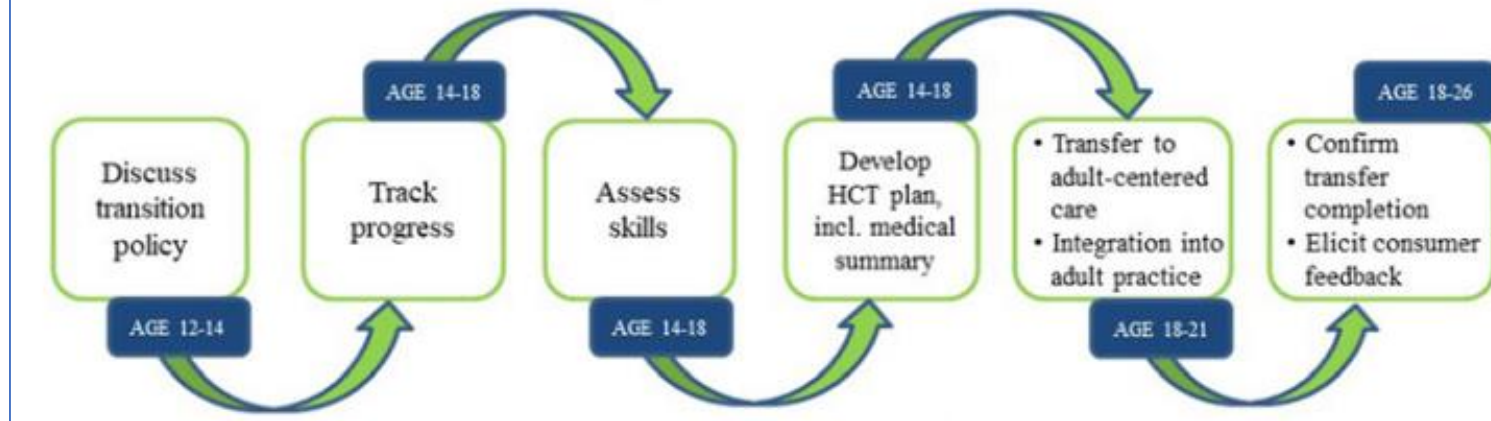 Discuss
transition
policy
AGE 12-14
AGE 14-18
Track
progress
Assess
skills
AGE 14-18
AGE 14-18
Develop
HCT plan,
incl. medical
summary
• Transfer to
adult-centered
care
• Integration into
adult practice
AGE 18-21
AGE 18-26
• Confirm
transfer
completion
• Elicit consumer
feedback